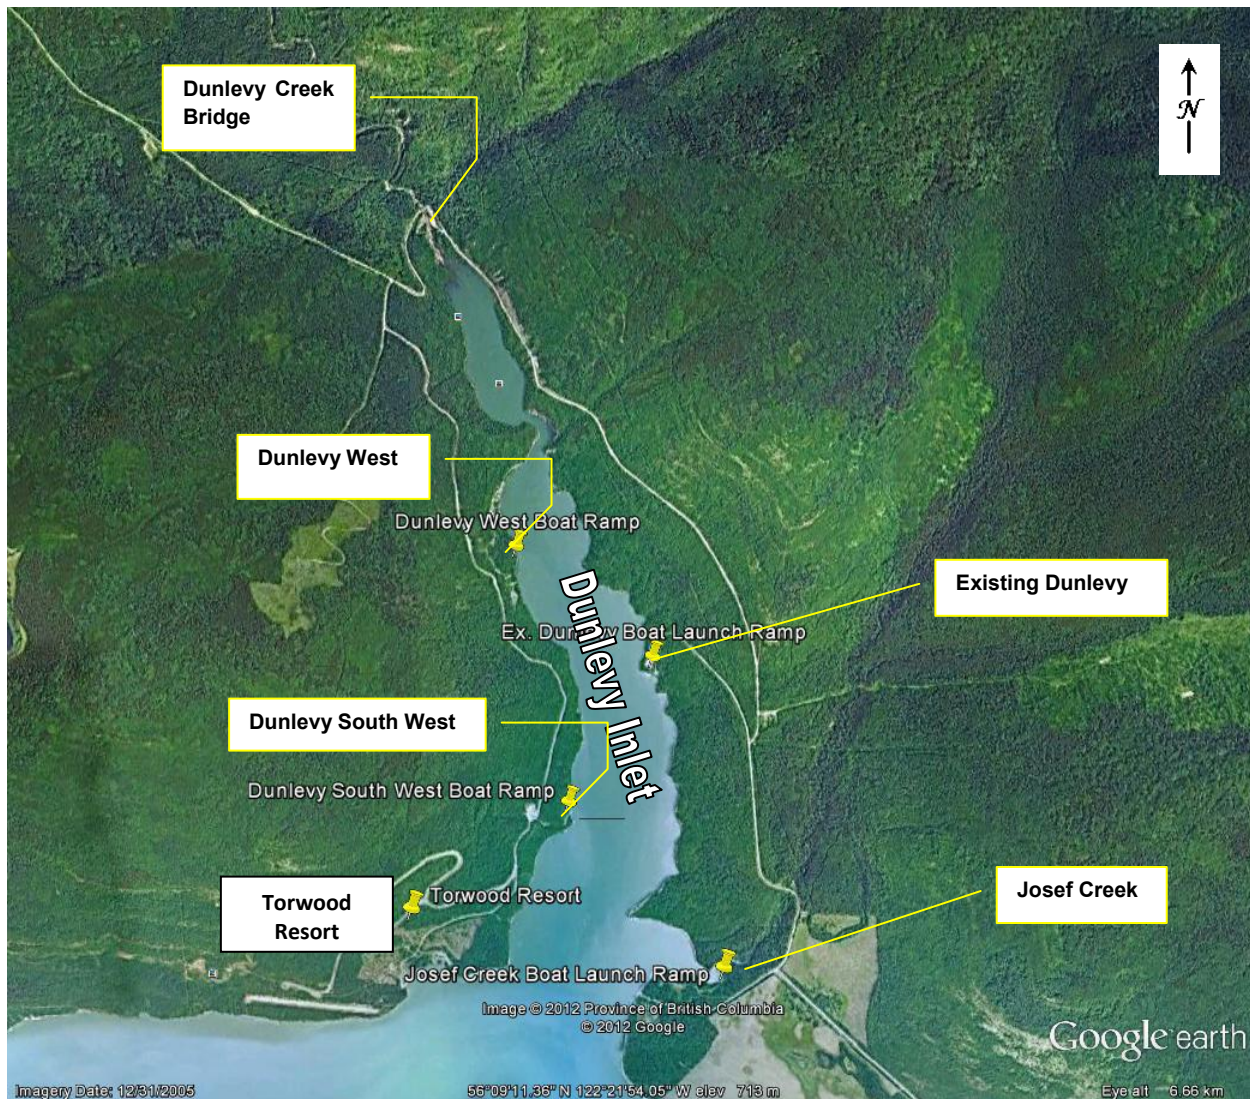 Dunlevy Creek
Bridge
N
Dunlevy West
Dunlevy West Boat Ramp
Existing Dunlevy
Ex. Dunlevy Boat Launch Ramp
Dunlevy Inlet
Dunlevy South West
Dunlevy South West Boat Ramp
Torwood
Resort
Torwood Resort
Josef Creek
Josef Creek Boat Launch Ramp
Image © 2012 Province of British Columbia
© 2012 Google
Google earth
Imagery Date: 12/31/2005
56°09'11.36" N 122°21'54.05" W elev 713 m
Eye alt 6.66 km